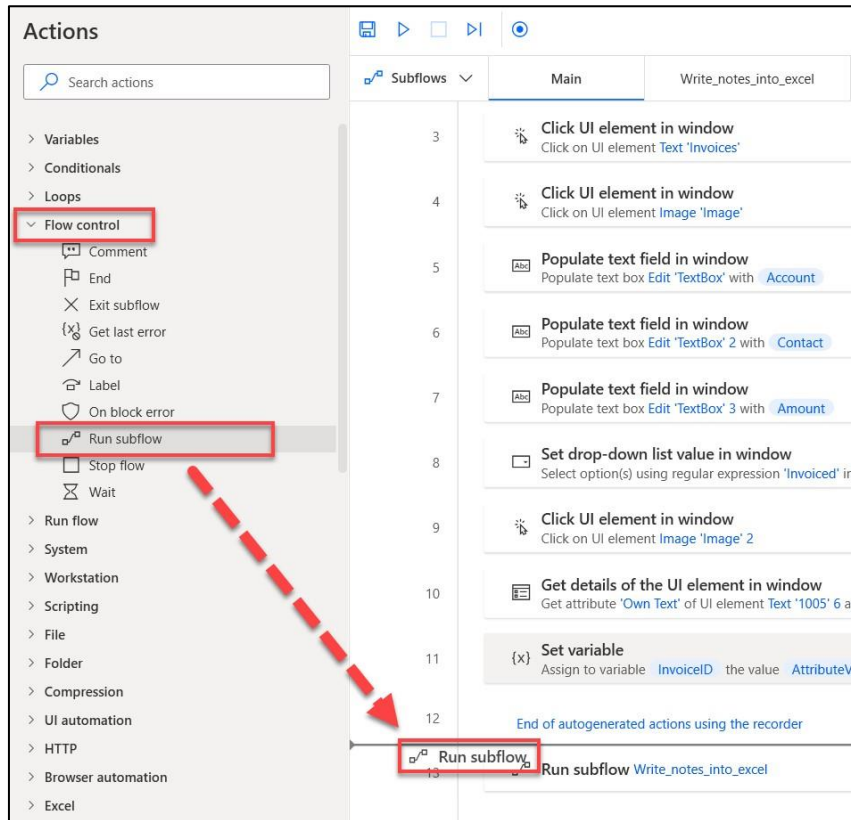 Actions
Search actions
Variables
Conditionals
Loops
Flow control
Comment
End
Exit subflow
Get last error
Go to
Label
On block error
Run subflow
Stop flow
Wait
Run flow
System
Workstation
Scripting
File
Folder
Compression
UI automation
HTTP
Browser automation
Excel
Subflows
Main
Write_notes_into_excel
3
Click UI element in window
Click on UI element Text 'Invoices'
4
Click UI element in window
Click on UI element Image 'Image'
5
Abc
Populate text field in window
Populate text box Edit 'TextBox' with Account
6
Abc
Populate text field in window
Populate text box Edit 'TextBox' 2 with Contact
7
Abc
Populate text field in window
Populate text box Edit 'TextBox' 3 with Amount
8
Set drop-down list value in window
Select option(s) using regular expression 'Invoiced' in
9
Click UI element in window
Click on UI element Image 'Image' 2
10
Get details of the UI element in window
Get attribute 'Own Text' of UI element Text '1005' 6 a
11
{x} Set variable
Assign to variable InvoiceID the value AttributeV
12
End of autogenerated actions using the recorder
Run subflow
13
Run subflow Write_notes_into_excel